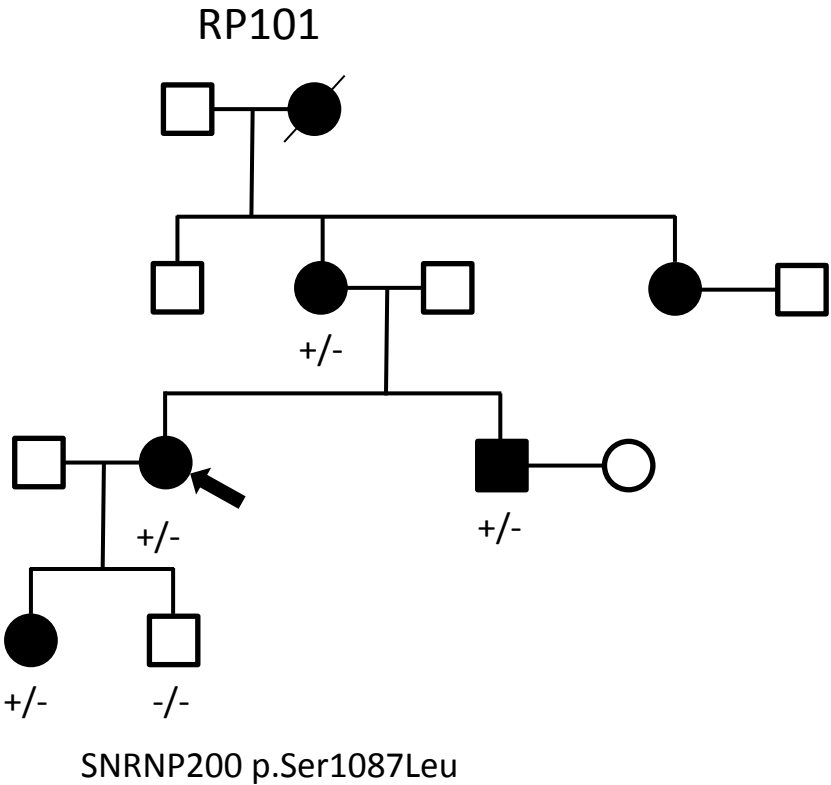 RP101
+/-
+/- +/-
+/- -/-
SNRNP200 p.Ser1087Leu